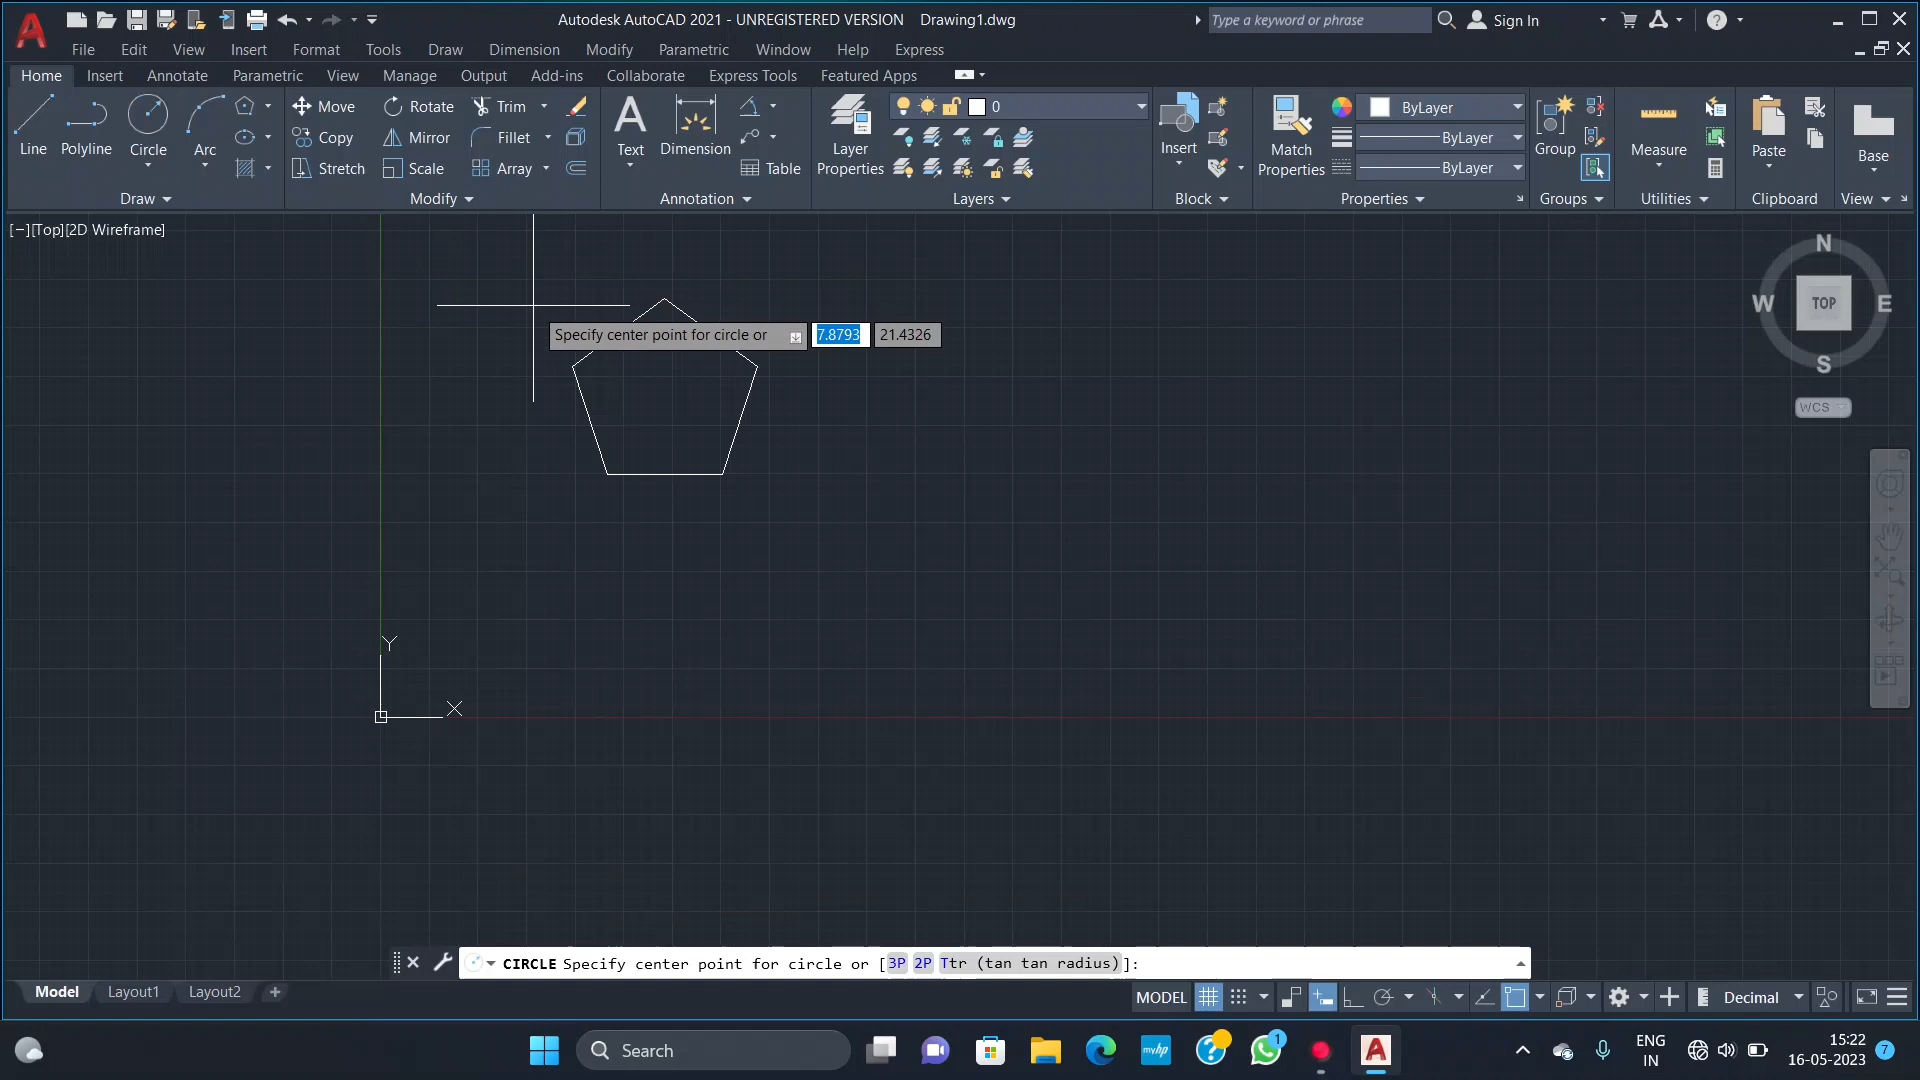 Autodesk AutoCAD 2021 - UNREGISTERED VERSION Drawing1.dwg
Type a keyword or phrase
Sign In
File Edit View Insert Format Tools Draw Dimension Modify Parametric Window Help Express
Home Insert Annotate Parametric View Manage Output Add-ins Collaborate Express Tools Featured Apps
Line Polyline Circle Arc
Move Rotate Trim
Copy Mirror Fillet
Stretch Scale Array
Text Dimension Table
Layer
Properties
0
Insert
Match
Properties
ByLayer
ByLayer
ByLayer
Group
Measure
Paste
Base
Draw Modify Annotation Layers Block Properties Groups Utilities Clipboard View
[−][Top][2D Wireframe]
N
W TOP E
S
WCS
Specify center point for circle or 7.8793 21.4326
Y
X
CIRCLE Specify center point for circle or [3P 2P Ttr (tan tan radius)]:
Model Layout1 Layout2 +
MODEL Decimal
Search
myhp
1
ENG
IN
15:22
16-05-2023
7